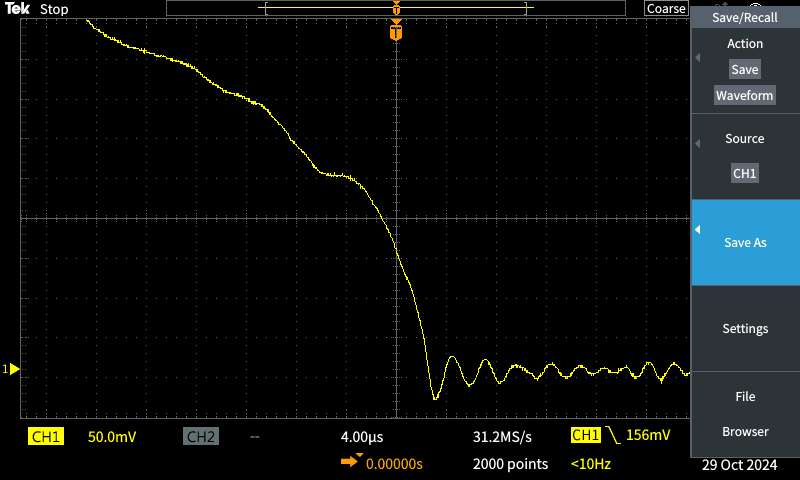 Tek Stop
T
Coarse
T
Save/Recall
Action
Save
Waveform
Source
CH1
Save As
Settings
File
Browser
1
CH1 50.0mV CH2 -- 4.00µs 31.2MS/s CH1 156mV
0.00000s 2000 points <10Hz 29 Oct 2024